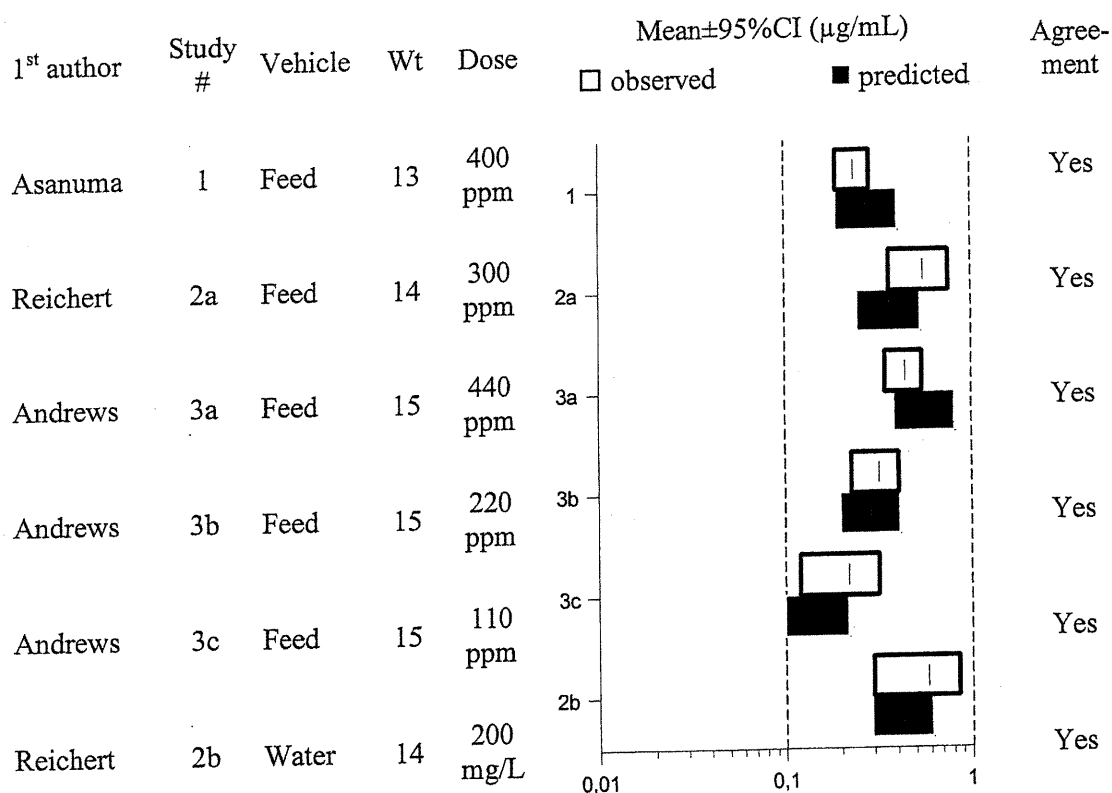 1st author Study # Vehicle Wt Dose Mean±95%CI (µg/mL) Agree-ment
□ observed ■ predicted
Asanuma 1 Feed 13 400 ppm 1 Yes
Reichert 2a Feed 14 300 ppm 2a Yes
Andrews 3a Feed 15 440 ppm 3a Yes
Andrews 3b Feed 15 220 ppm 3b Yes
Andrews 3c Feed 15 110 ppm 3c Yes
Reichert 2b Water 14 200 mg/L 2b Yes
0,01 0,1 1